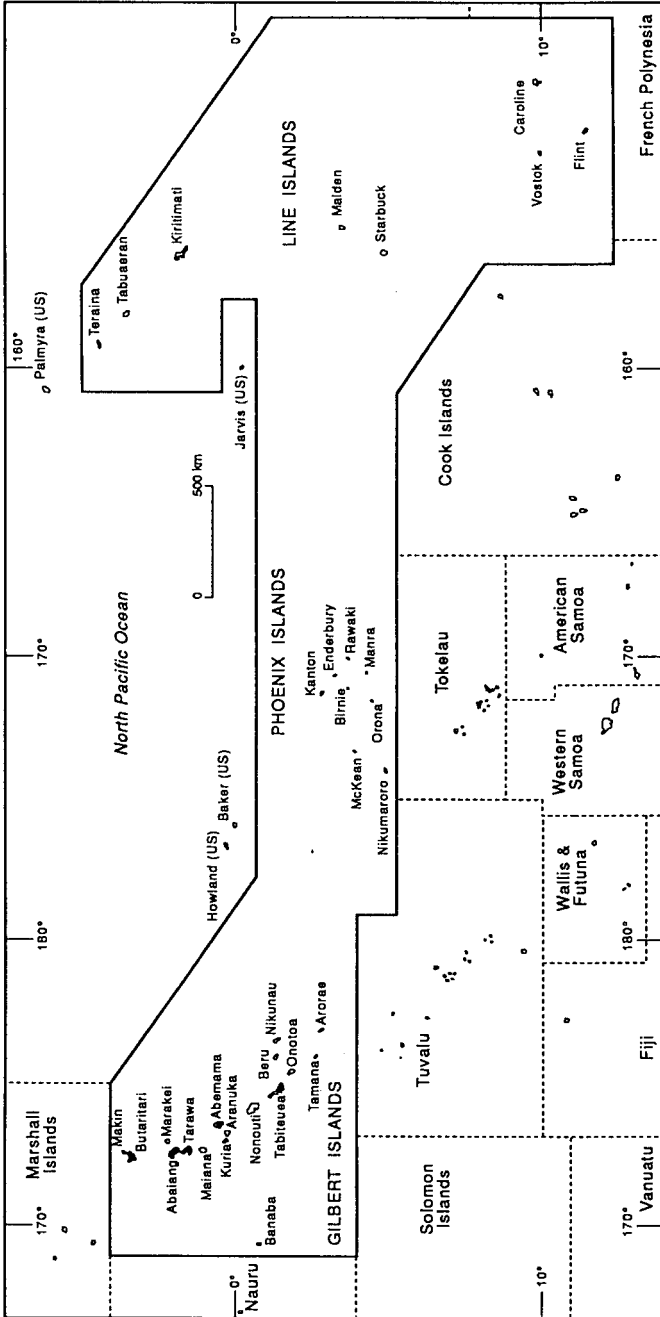 Marshall
Islands
North Pacific Ocean
Palmyra (US)
160°
170°
180°
170°
0°
0°
10°
10°
170°
180°
170°
160°
0
500 km
Makin
Butaritari
Abaiang
Marakei
Tarawa
Maiana
Abemama
Kuria
Aranuka
Nonouti
Beru
Nikunau
Tabiteuea
Onotoa
Tamana
Arorae
Banaba
Nauru
GILBERT ISLANDS
Howland (US)
Baker (US)
PHOENIX ISLANDS
Kanton
Enderbury
Birnie
Rawaki
McKean
Orona
Manra
Nikumaroro
Jarvis (US)
Teraina
Tabuaeran
Kiritimati
LINE ISLANDS
Malden
Starbuck
Vostok
Caroline
Flint
Solomon
Islands
Tuvalu
Tokelau
Cook Islands
Vanuatu
Fiji
Wallis &
Futuna
Western
Samoa
American
Samoa
French Polynesia